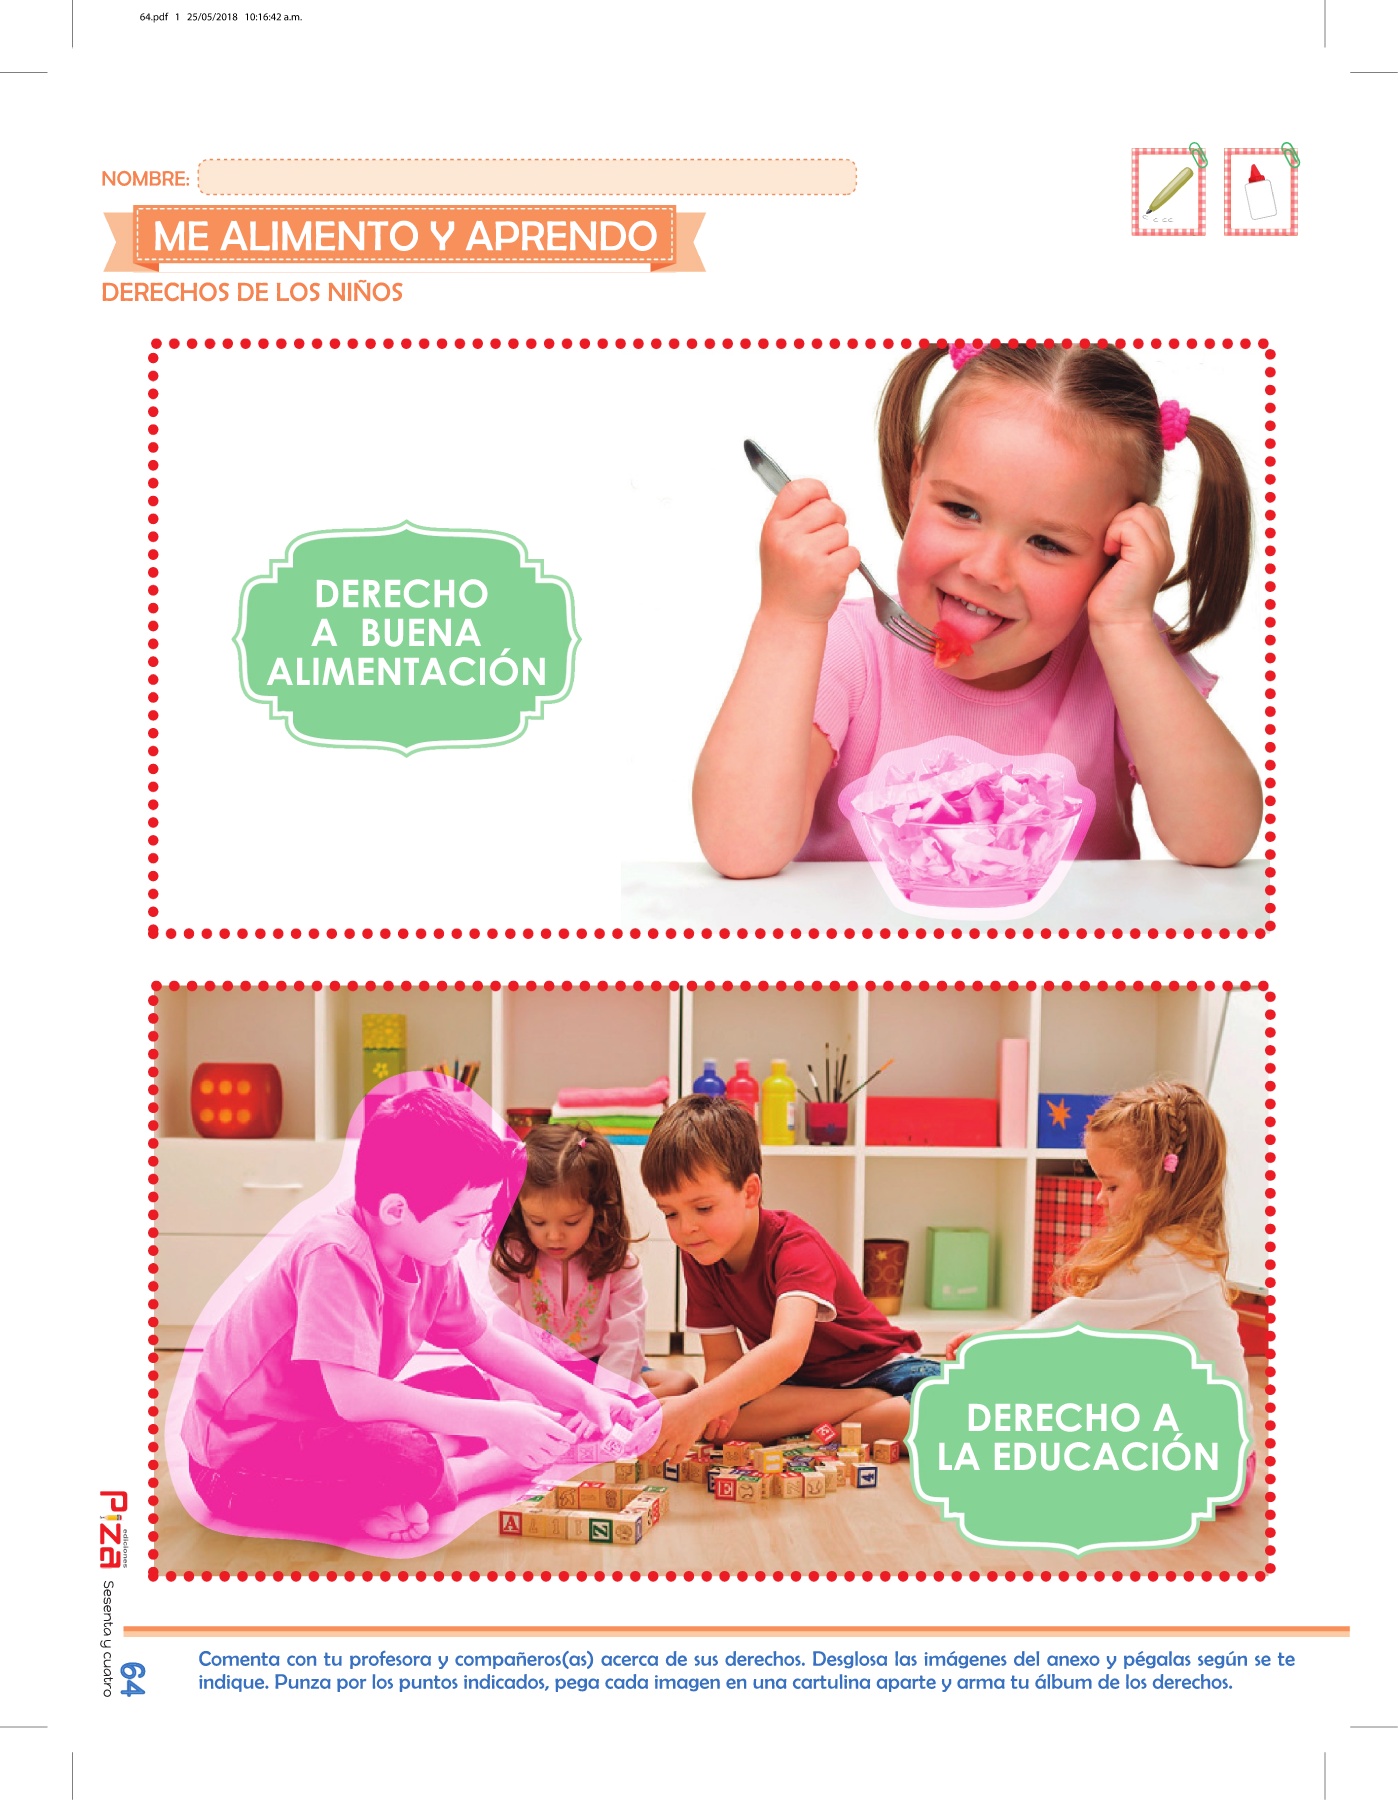 64.pdf 1 25/05/2018 10:16:42 a.m.
NOMBRE:
ME ALIMENTO Y APRENDO
DERECHOS DE LOS NIÑOS
DERECHO
A BUENA
ALIMENTACIÓN
DERECHO A
LA EDUCACIÓN
Piza ediciones
Sesenta y cuatro
64
Comenta con tu profesora y compañeros(as) acerca de sus derechos. Desglosa las imágenes del anexo y pégalas según se te
indique. Punza por los puntos indicados, pega cada imagen en una cartulina aparte y arma tu álbum de los derechos.